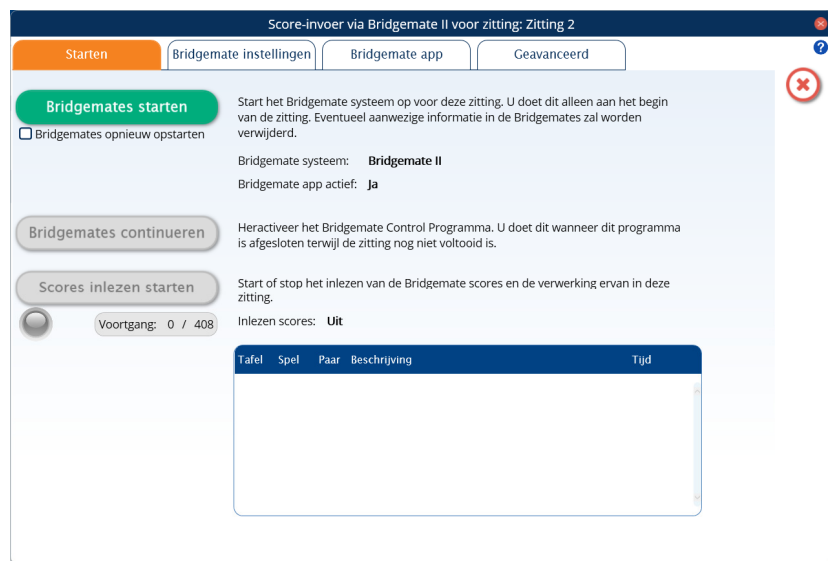 Score-invoer via Bridgemate II voor zitting: Zitting 2
Starten
Bridgemate instellingen
Bridgemate app
Geavanceerd
Bridgemates starten
Bridgemates opnieuw opstarten
Start het Bridgemate systeem op voor deze zitting. U doet dit alleen aan het begin
van de zitting. Eventueel aanwezige informatie in de Bridgemates zal worden
verwijderd.
Bridgemate systeem: Bridgemate II
Bridgemate app actief: Ja
Bridgemates continueren
Heractiveer het Bridgemate Control Programma. U doet dit wanneer dit programma
is afgesloten terwijl de zitting nog niet voltooid is.
Scores inlezen starten
Start of stop het inlezen van de Bridgemate scores en de verwerking ervan in deze
zitting.
Voortgang: 0 / 408
Inlezen scores: Uit
Tafel Spel Paar Beschrijving Tijd